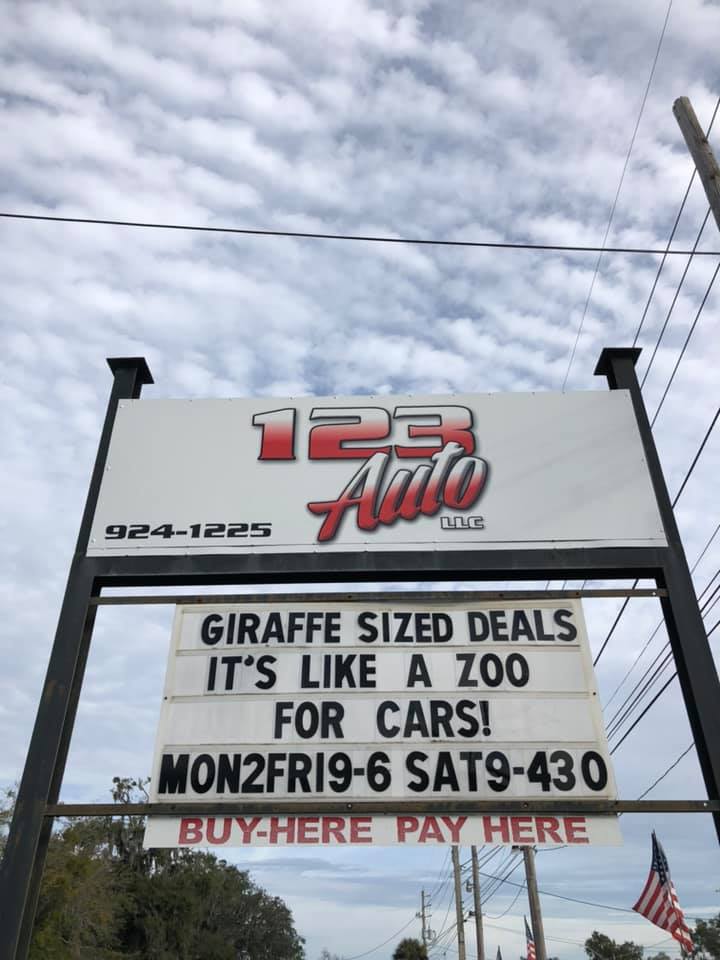 123
Auto
LLC
924-1225
GIRAFFE SIZED DEALS
IT'S LIKE A ZOO
FOR CARS!
MON2FRI9-6 SAT9-430
BUY-HERE PAY HERE